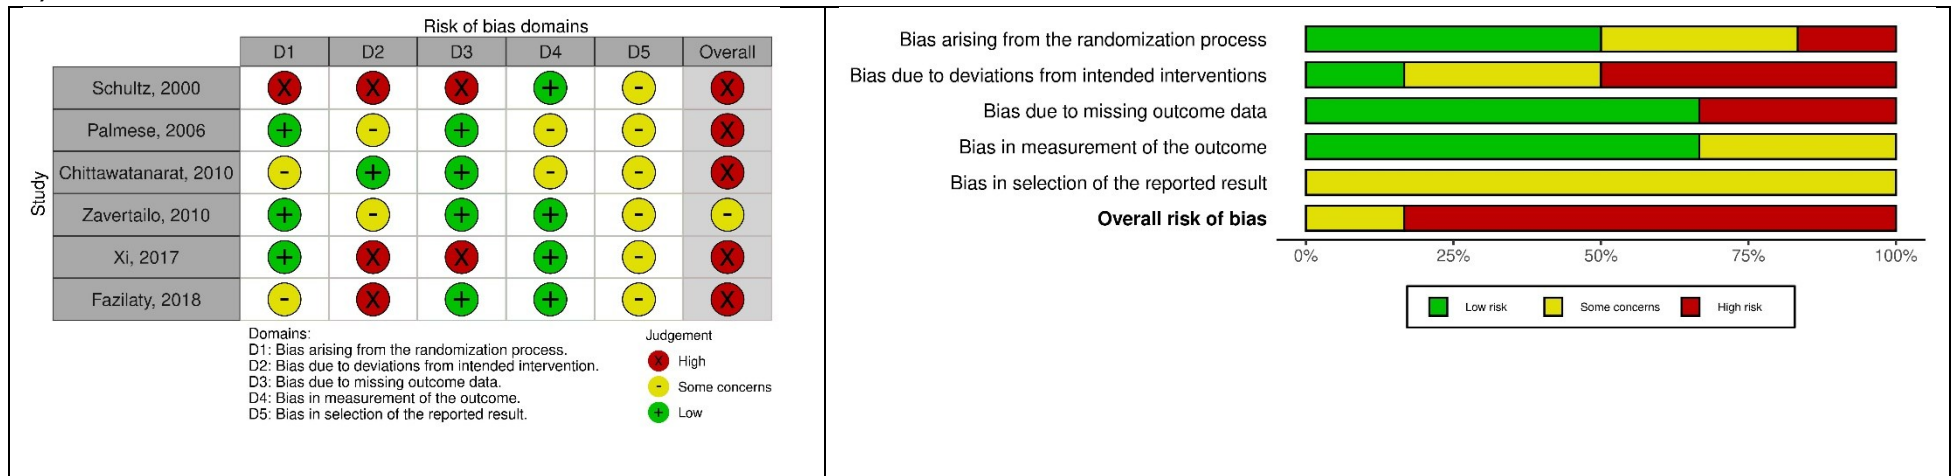 Risk of bias domains
D1 D2 D3 D4 D5 Overall
Study
Schultz, 2000 X X X + - X
Palmese, 2006 + - + - - X
Chittawatanarat, 2010 - + + - - X
Zavertailo, 2010 + - + + - -
Xi, 2017 + X X + - X
Fazilaty, 2018 - X + + - X
Domains:
D1: Bias arising from the randomization process.
D2: Bias due to deviations from intended intervention.
D3: Bias due to missing outcome data.
D4: Bias in measurement of the outcome.
D5: Bias in selection of the reported result.
Judgement
X High
- Some concerns
+ Low
Bias arising from the randomization process
Bias due to deviations from intended interventions
Bias due to missing outcome data
Bias in measurement of the outcome
Bias in selection of the reported result
Overall risk of bias
0% 25% 50% 75% 100%
Low risk Some concerns High risk